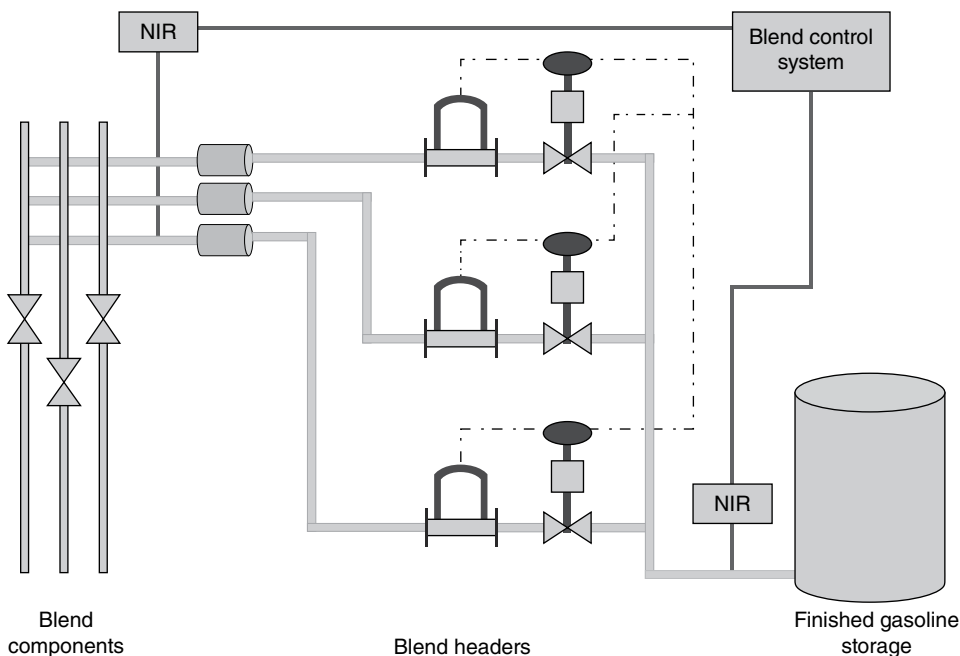 NIR
Blend control
system
NIR
Blend
components
Blend headers
Finished gasoline
storage